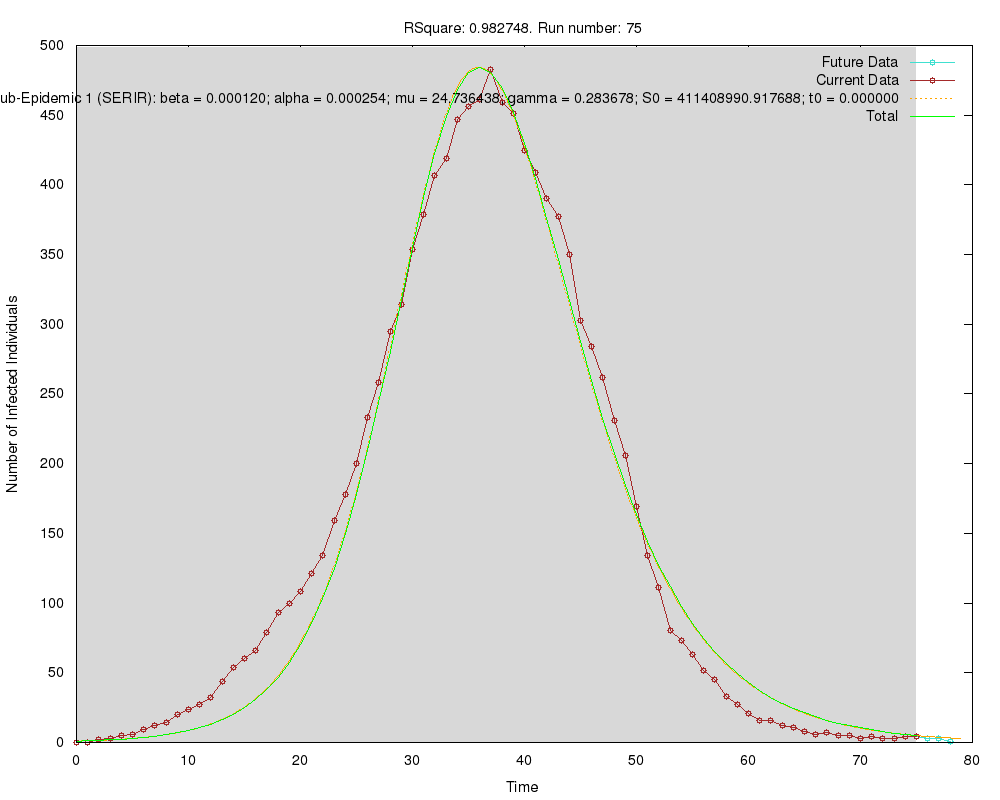 RSquare: 0.982748. Run number: 75
Future Data
Current Data
ub-Epidemic 1 (SERIR): beta = 0.000120; alpha = 0.000254; mu = 24.736438; gamma = 0.283678; S0 = 411408990.917688; t0 = 0.000000
Total
500
450
400
350
300
250
200
150
100
50
0
Number of Infected Individuals
0 10 20 30 40 50 60 70 80
Time